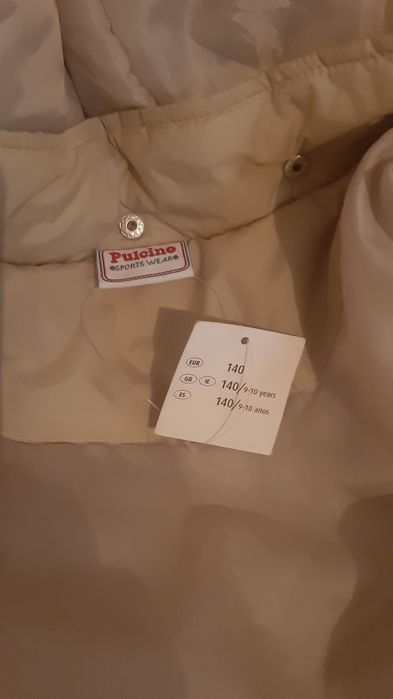 Pulcino
SPORTS WEAR
EUR 140
GB IE 140/9-10 years
ES 140/9-10 años